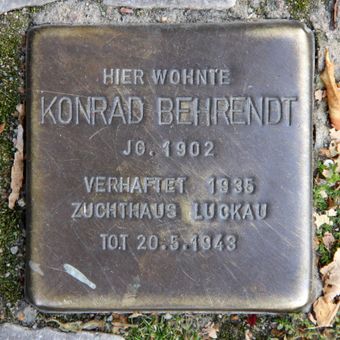 HIER WOHNTE
KONRAD BEHRENDT
JG. 1902
VERHAFTET 1935
ZUCHTHAUS LUCKAU
TOT 20.5.1943